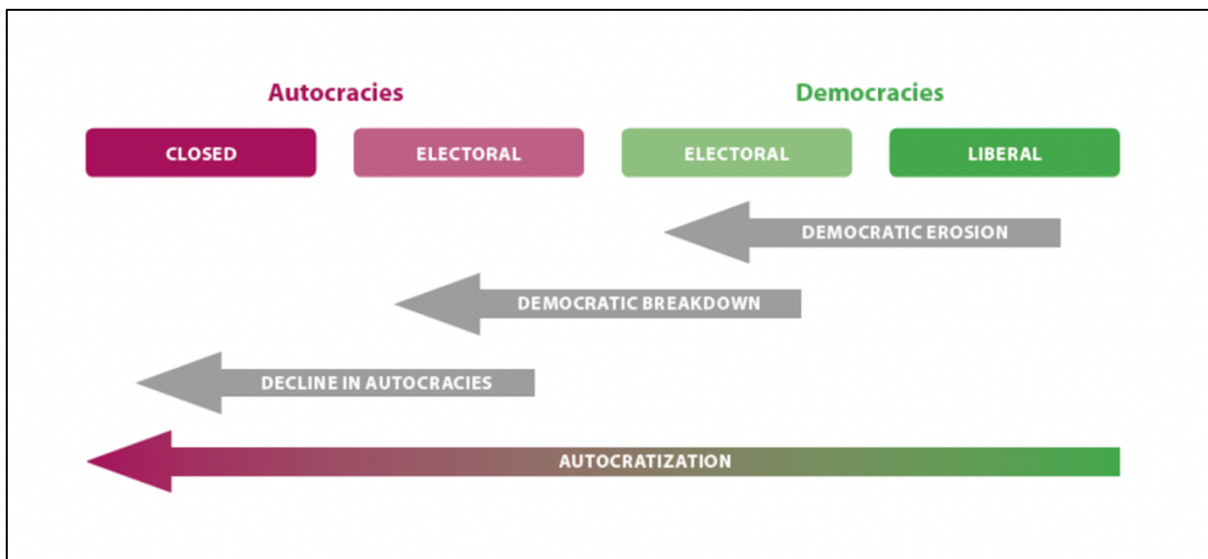 Autocracies
Democracies
CLOSED
ELECTORAL
ELECTORAL
LIBERAL
DEMOCRATIC EROSION
DEMOCRATIC BREAKDOWN
DECLINE IN AUTOCRACIES
AUTOCRATIZATION